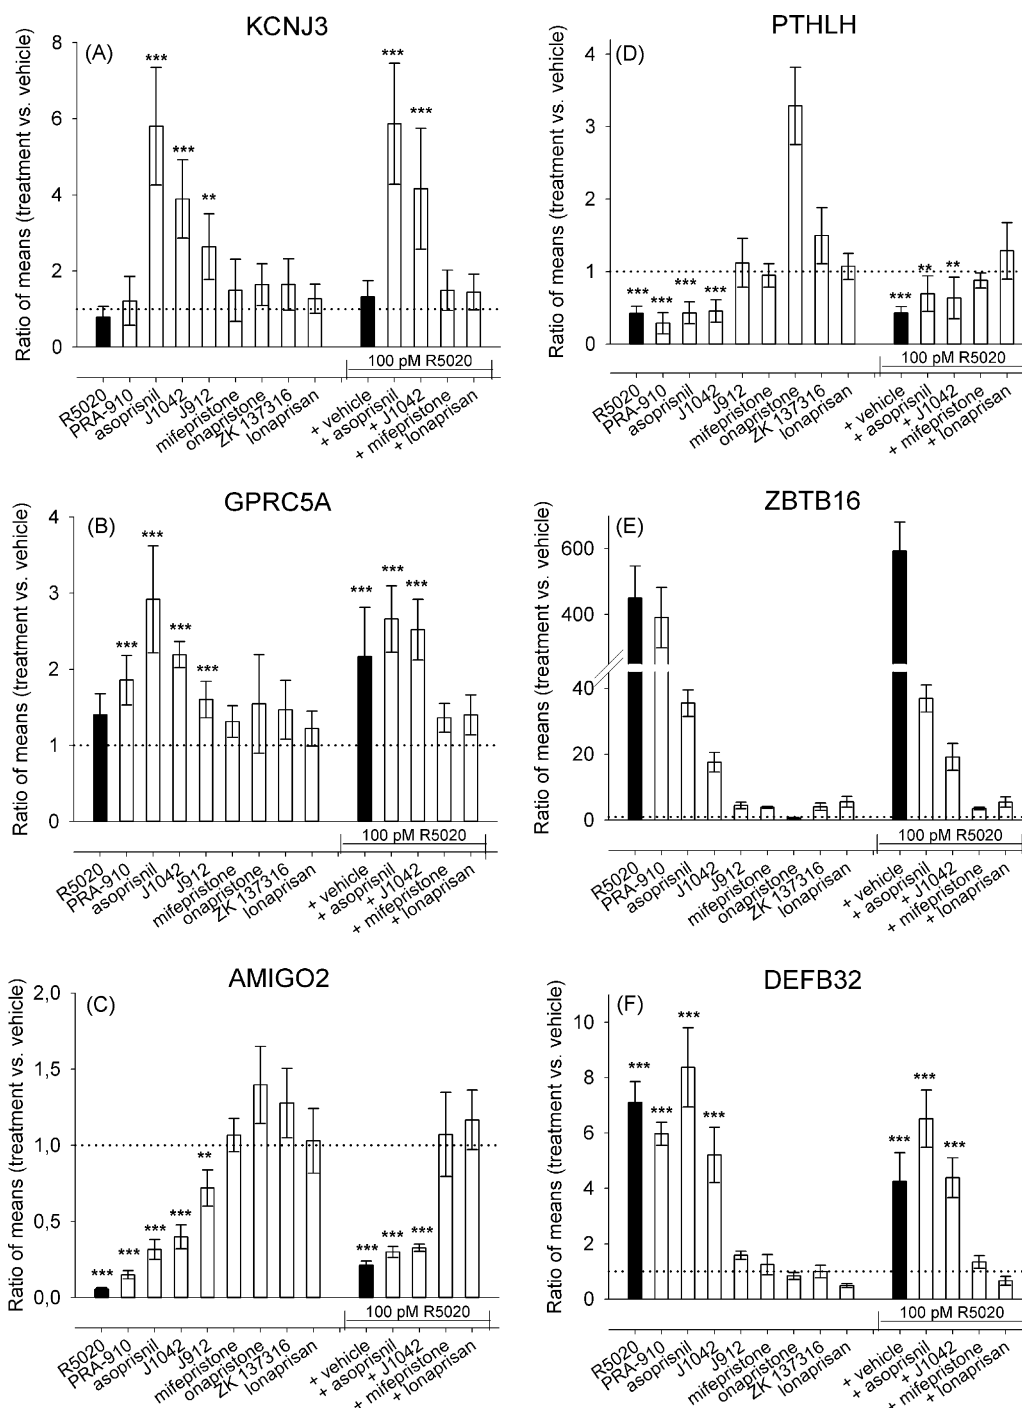 KCNJ3
(A)
Ratio of means (treatment vs. vehicle)
8
6
4
2
0
***
***
**
***
***
100 pM R5020
R5020
PRA-910
asoprisnil
J1042
J912
mifepristone
onapristone
ZK 137316
lonaprisan
+ vehicle
+ asoprisnil
+ J1042
+ mifepristone
+ lonaprisan
PTHLH
(D)
Ratio of means (treatment vs. vehicle)
4
3
2
1
0
***
***
***
***
***
**
**
100 pM R5020
R5020
PRA-910
asoprisnil
J1042
J912
mifepristone
onapristone
ZK 137316
lonaprisan
+ vehicle
+ asoprisnil
+ J1042
+ mifepristone
+ lonaprisan
GPRC5A
(B)
Ratio of means (treatment vs. vehicle)
4
3
2
1
0
***
***
***
***
***
***
***
100 pM R5020
R5020
PRA-910
asoprisnil
J1042
J912
mifepristone
onapristone
ZK 137316
lonaprisan
+ vehicle
+ asoprisnil
+ J1042
+ mifepristone
+ lonaprisan
ZBTB16
(E)
Ratio of means (treatment vs. vehicle)
600
400
40
20
0
100 pM R5020
R5020
PRA-910
asoprisnil
J1042
J912
mifepristone
onapristone
ZK 137316
lonaprisan
+ vehicle
+ asoprisnil
+ J1042
+ mifepristone
+ lonaprisan
AMIGO2
(C)
Ratio of means (treatment vs. vehicle)
2,0
1,5
1,0
0,5
0,0
***
***
***
***
**
***
***
***
100 pM R5020
R5020
PRA-910
asoprisnil
J1042
J912
mifepristone
onapristone
ZK 137316
lonaprisan
+ vehicle
+ asoprisnil
+ J1042
+ mifepristone
+ lonaprisan
DEFB32
(F)
Ratio of means (treatment vs. vehicle)
10
8
6
4
2
0
***
***
***
***
***
***
***
100 pM R5020
R5020
PRA-910
asoprisnil
J1042
J912
mifepristone
onapristone
ZK 137316
lonaprisan
+ vehicle
+ asoprisnil
+ J1042
+ mifepristone
+ lonaprisan